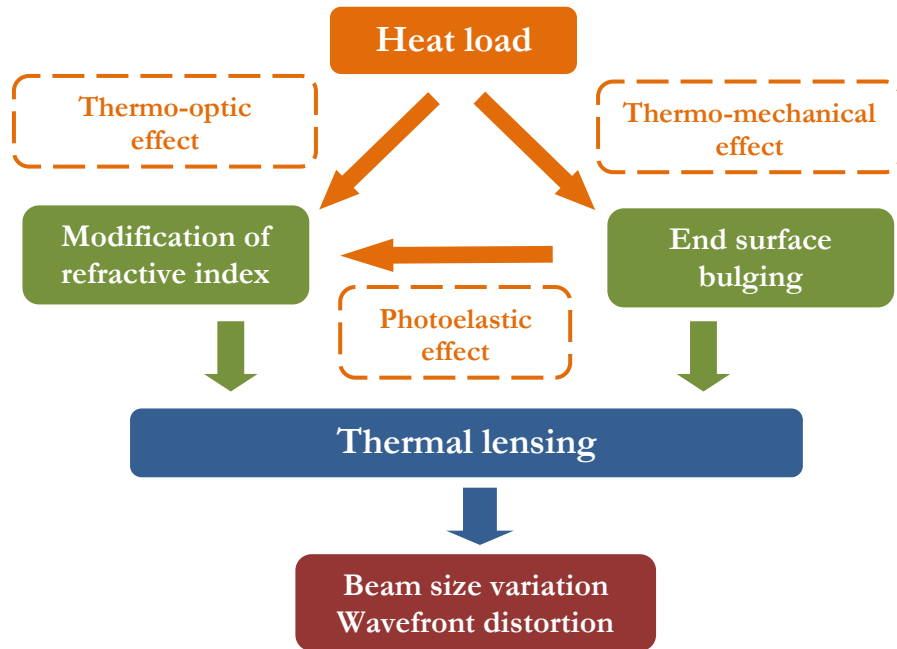 Heat load
Thermo-optic
effect
Thermo-mechanical
effect
Modification of
refractive index
End surface
bulging
Photoelastic
effect
Thermal lensing
Beam size variation
Wavefront distortion